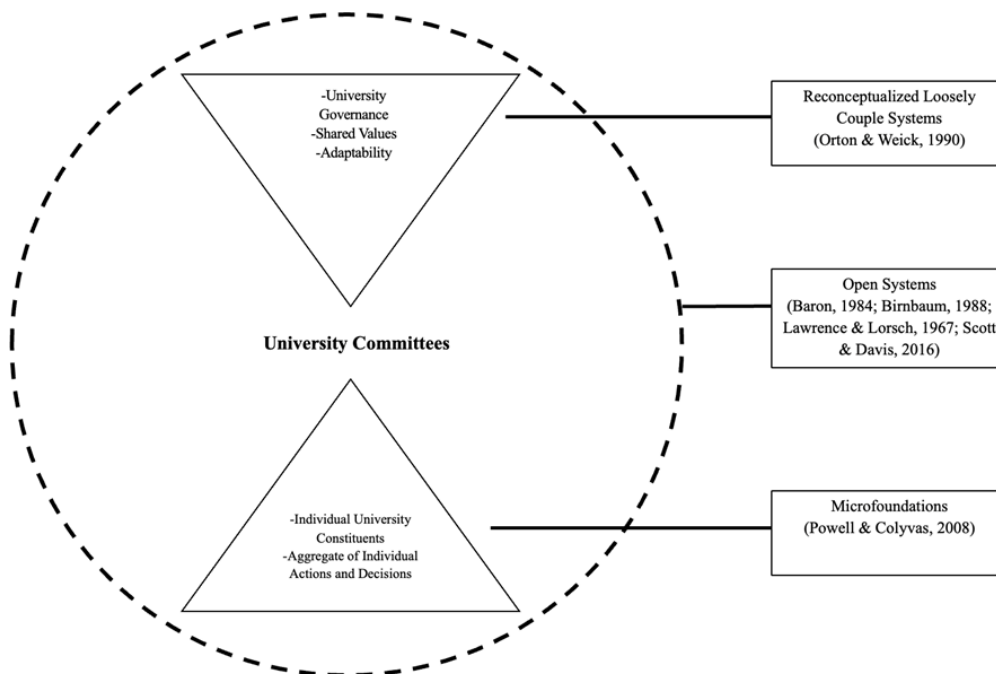 -University
Governance
-Shared Values
-Adaptability
Reconceptualized Loosely
Couple Systems
(Orton & Weick, 1990)
Open Systems
(Baron, 1984; Birnbaum, 1988;
Lawrence & Lorsch, 1967; Scott
& Davis, 2016)
University Committees
-Individual University
Constituents
-Aggregate of Individual
Actions and Decisions
Microfoundations
(Powell & Colyvas, 2008)